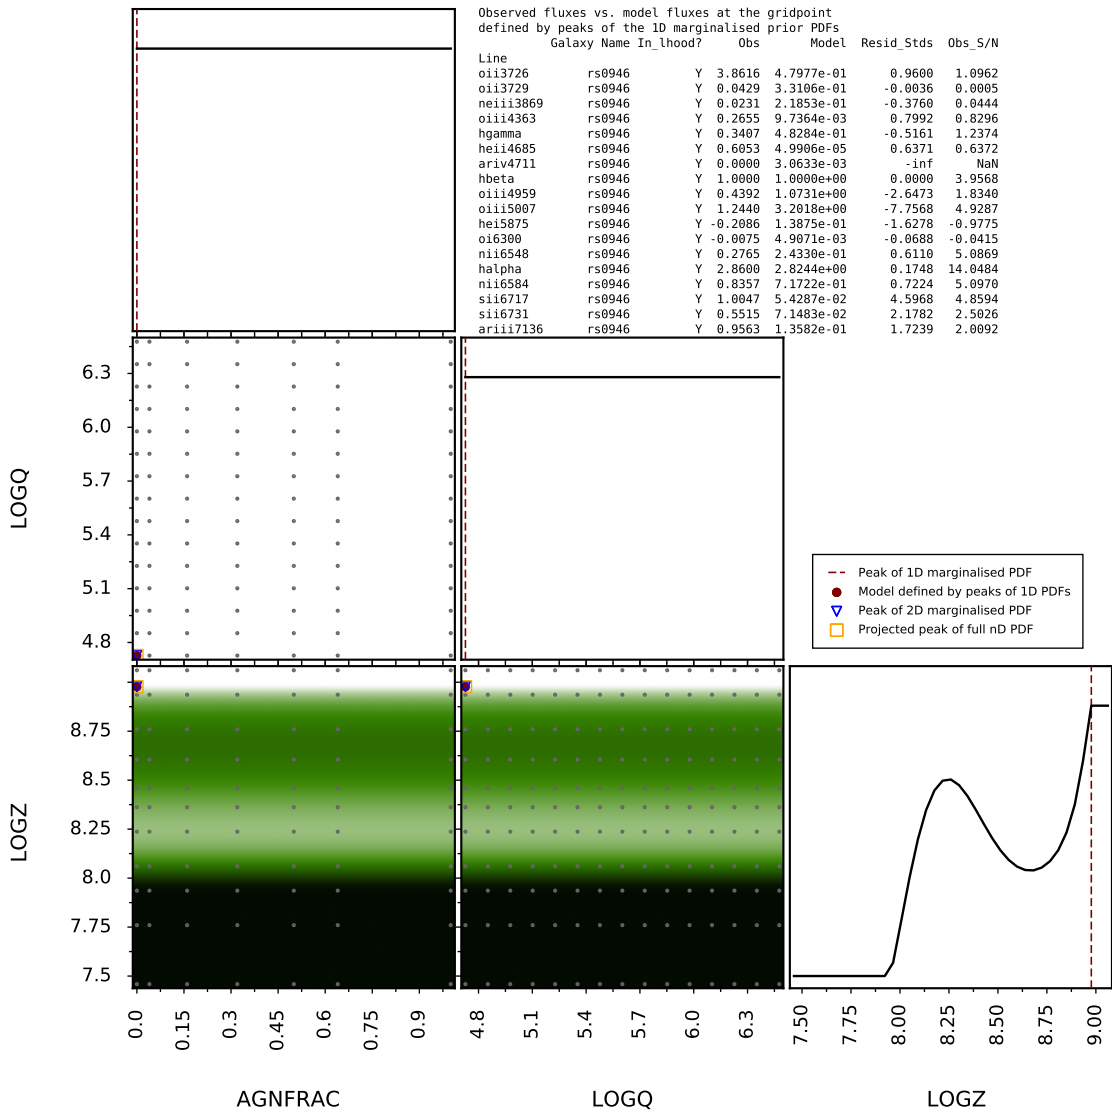 Observed fluxes vs. model fluxes at the gridpoint
defined by peaks of the 1D marginalised prior PDFs
Galaxy Name In_lhood? Obs Model Resid_Stds Obs_S/N
Line
oii3726 rs0946 Y 3.8616 4.7977e-01 0.9600 1.0962
oii3729 rs0946 Y 0.0429 3.3106e-01 -0.0036 0.0005
neiii3869 rs0946 Y 0.0231 2.1853e-01 -0.3760 0.0444
oiii4363 rs0946 Y 0.2655 9.7364e-03 0.7992 0.8296
hgamma rs0946 Y 0.3407 4.8284e-01 -0.5161 1.2374
heii4685 rs0946 Y 0.6053 4.9906e-05 0.6371 0.6372
ariv4711 rs0946 Y 0.0000 3.0633e-03 -inf NaN
hbeta rs0946 Y 1.0000 1.0000e+00 0.0000 3.9568
oiii4959 rs0946 Y 0.4392 1.0731e+00 -2.6473 1.8340
oiii5007 rs0946 Y 1.2440 3.2018e+00 -7.7568 4.9287
hei5875 rs0946 Y -0.2086 1.3875e-01 -1.6278 -0.9775
oi6300 rs0946 Y -0.0075 4.9071e-03 -0.0688 -0.0415
nii6548 rs0946 Y 0.2765 2.4330e-01 0.6110 5.0869
halpha rs0946 Y 2.8600 2.8244e+00 0.1748 14.0484
nii6584 rs0946 Y 0.8357 7.1722e-01 0.7224 5.0970
sii6717 rs0946 Y 1.0047 5.4287e-02 4.5968 4.8594
sii6731 rs0946 Y 0.5515 7.1483e-02 2.1782 2.5026
ariii7136 rs0946 Y 0.9563 1.3582e-01 1.7239 2.0092
6.3
6.0
5.7
5.4
5.1
4.8
LOGQ
Peak of 1D marginalised PDF
Model defined by peaks of 1D PDFs
Peak of 2D marginalised PDF
Projected peak of full nD PDF
8.75
8.5
8.25
8.0
7.75
7.5
LOGZ
0.0 0.15 0.3 0.45 0.6 0.75 0.9
4.8 5.1 5.4 5.7 6.0 6.3
7.50 7.75 8.00 8.25 8.50 8.75 9.00
AGNFRAC LOGQ LOGZ